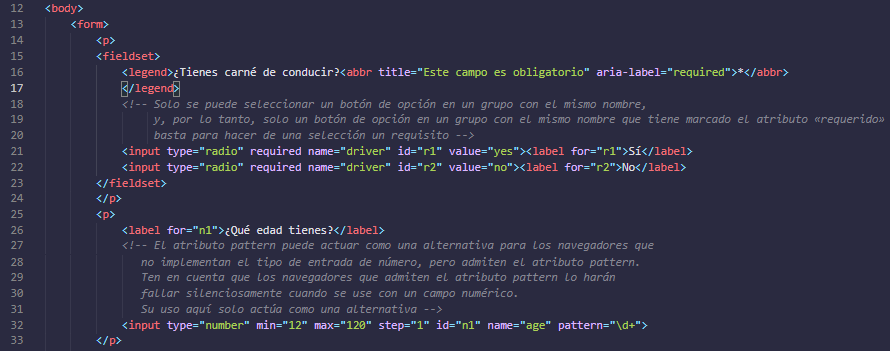 12 <body>
13 <form>
14 <p>
15 <fieldset>
16 <legend>¿Tienes carné de conducir?<abbr title="Este campo es obligatorio" aria-label="required">*</abbr>
17 </legend>
18 <!-- Solo se puede seleccionar un botón de opción en un grupo con el mismo nombre,
19 y, por lo tanto, solo un botón de opción en un grupo con el mismo nombre que tiene marcado el atributo «requerido»
20 basta para hacer de una selección un requisito -->
21 <input type="radio" required name="driver" id="r1" value="yes"><label for="r1">Sí</label>
22 <input type="radio" required name="driver" id="r2" value="no"><label for="r2">No</label>
23 </fieldset>
24 </p>
25 <p>
26 <label for="n1">¿Qué edad tienes?</label>
27 <!-- El atributo pattern puede actuar como una alternativa para los navegadores que
28 no implementan el tipo de entrada de número, pero admiten el atributo pattern.
29 Ten en cuenta que los navegadores que admiten el atributo pattern lo harán
30 fallar silenciosamente cuando se use con un campo numérico.
31 Su uso aquí solo actúa como una alternativa -->
32 <input type="number" min="12" max="120" step="1" id="n1" name="age" pattern="\d+">
33 </p>